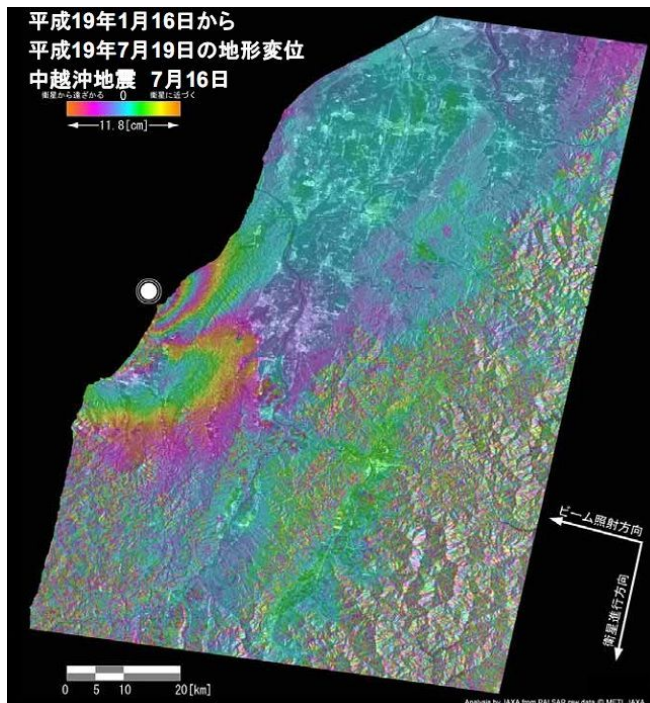 平成19年1月16日から
平成19年7月19日の地形変位
中越沖地震 7月16日
衛星から遠ざかる 0 衛星に近づく
11.8[cm]
ビーム照射方向
衛星進行方向
0 5 10 20[km]
Analysis by JAXA from PALSAR raw data © METI, JAXA